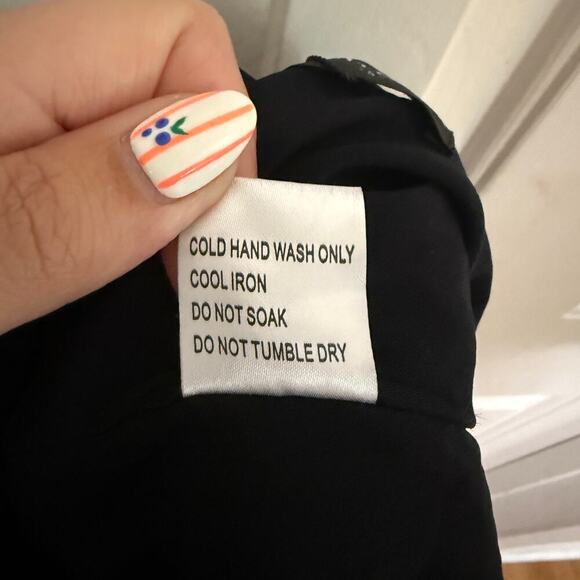 COLD HAND WASH ONLY
COOL IRON
DO NOT SOAK
DO NOT TUMBLE DRY